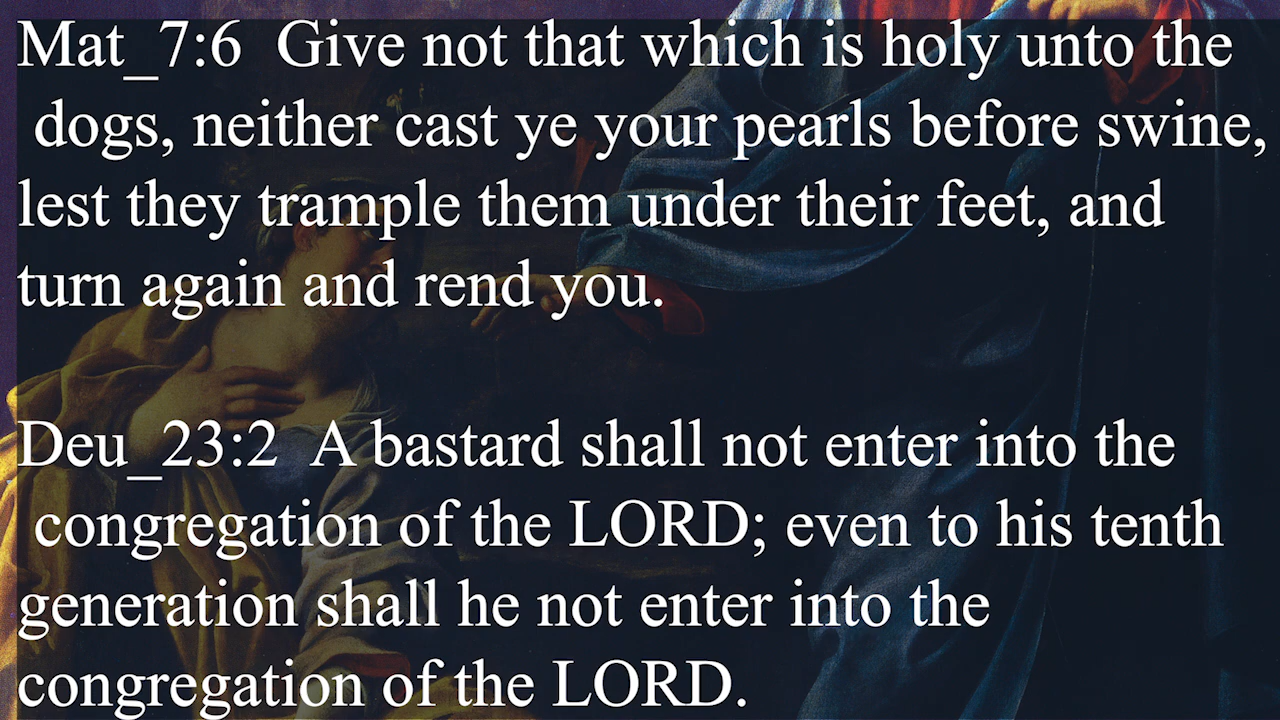 Mat_7:6 Give not that which is holy unto the
dogs, neither cast ye your pearls before swine,
lest they trample them under their feet, and
turn again and rend you.
Deu_23:2 A bastard shall not enter into the
congregation of the LORD; even to his tenth
generation shall he not enter into the
congregation of the LORD.